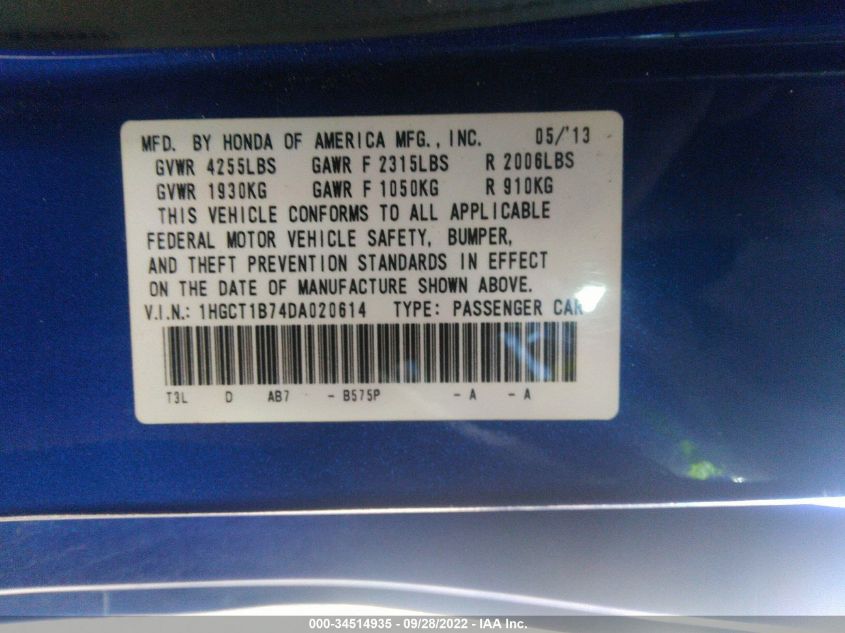 MFD. BY HONDA OF AMERICA MFG., INC. 05/'13
GVWR 4255LBS GAWR F 2315LBS R 2006LBS
GVWR 1930KG GAWR F 1050KG R 910KG
THIS VEHICLE CONFORMS TO ALL APPLICABLE
FEDERAL MOTOR VEHICLE SAFETY, BUMPER,
AND THEFT PREVENTION STANDARDS IN EFFECT
ON THE DATE OF MANUFACTURE SHOWN ABOVE.
V.I.N.: 1HGCT1B74DA020614 TYPE: PASSENGER CAR
T3L D AB7 - B575P - A - A
000-34514935 - 09/28/2022 - IAA Inc.